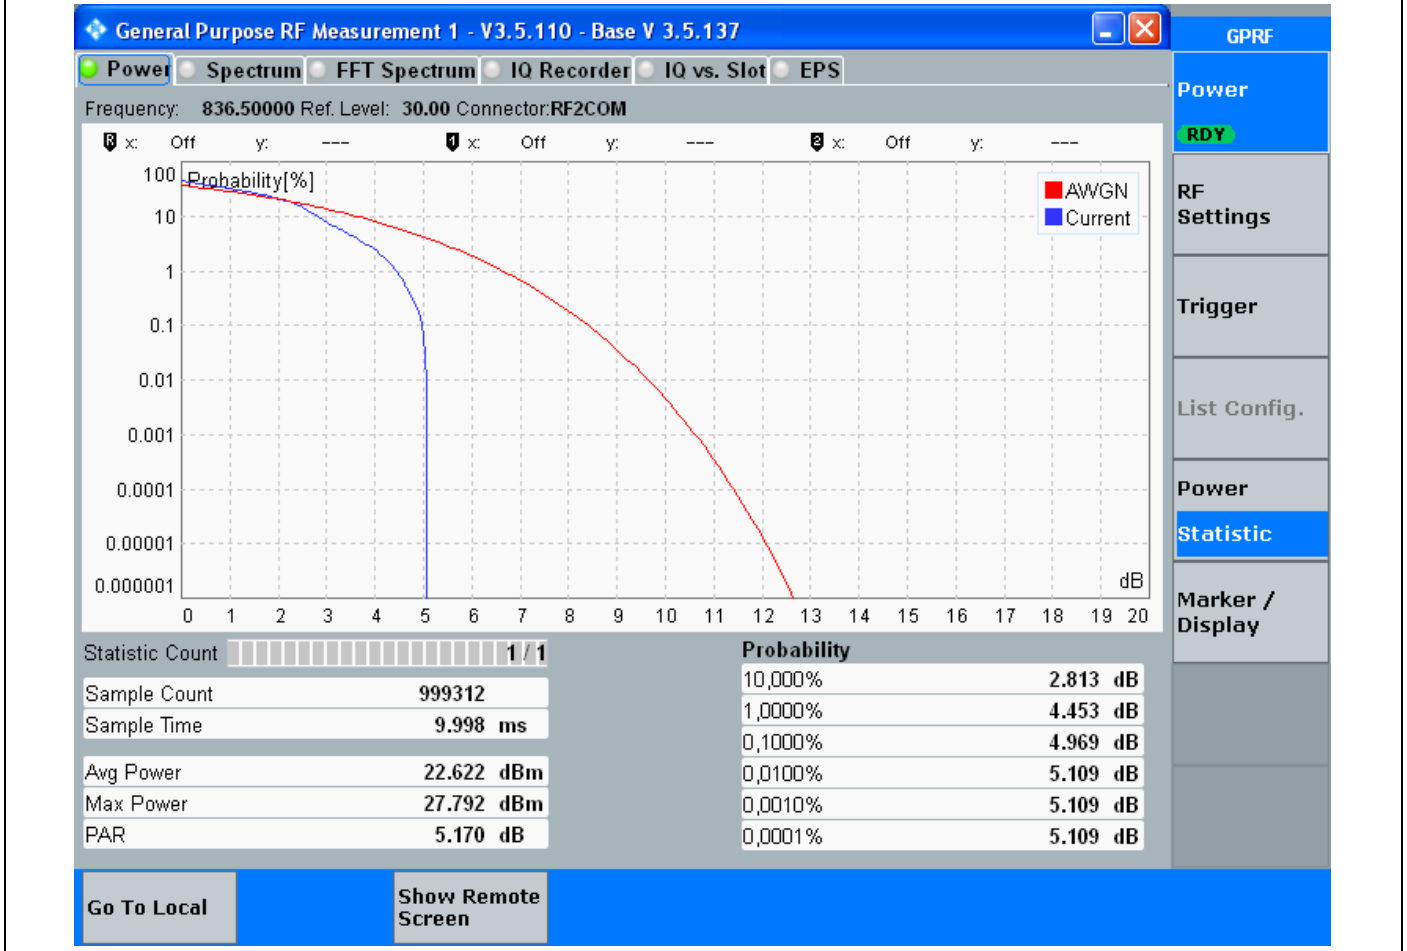 General Purpose RF Measurement 1 - V3.5.110 - Base V 3.5.137
GPRF
Power Spectrum FFT Spectrum IQ Recorder IQ vs. Slot EPS
Frequency: 836.50000 Ref. Level: 30.00 Connector:RF2COM
R x: Off y: --- 1 x: Off y: --- 2 x: Off y: ---
Probability[%]
AWGN
Current
100
10
1
0.1
0.01
0.001
0.0001
0.00001
0.000001
dB
0 1 2 3 4 5 6 7 8 9 10 11 12 13 14 15 16 17 18 19 20
Statistic Count 1 / 1
Sample Count 999312
Sample Time 9.998 ms
Avg Power 22.622 dBm
Max Power 27.792 dBm
PAR 5.170 dB
Probability
10,000% 2.813 dB
1,0000% 4.453 dB
0,1000% 4.969 dB
0,0100% 5.109 dB
0,0010% 5.109 dB
0,0001% 5.109 dB
Power
RDY
RF
Settings
Trigger
List Config.
Power
Statistic
Marker /
Display
Go To Local
Show Remote
Screen